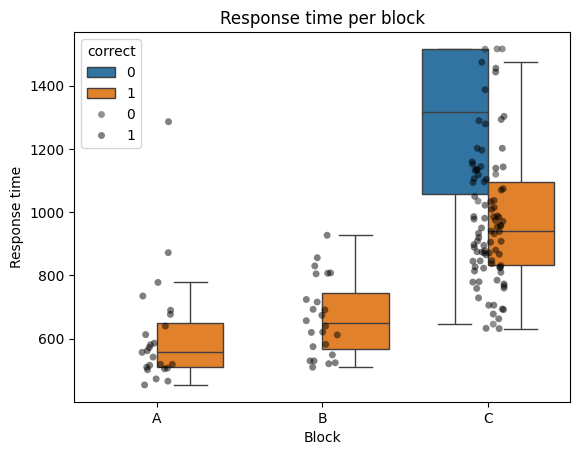 Response time per block
correct
0
1
0
1
Response time
1400
1200
1000
800
600
A B C
Block